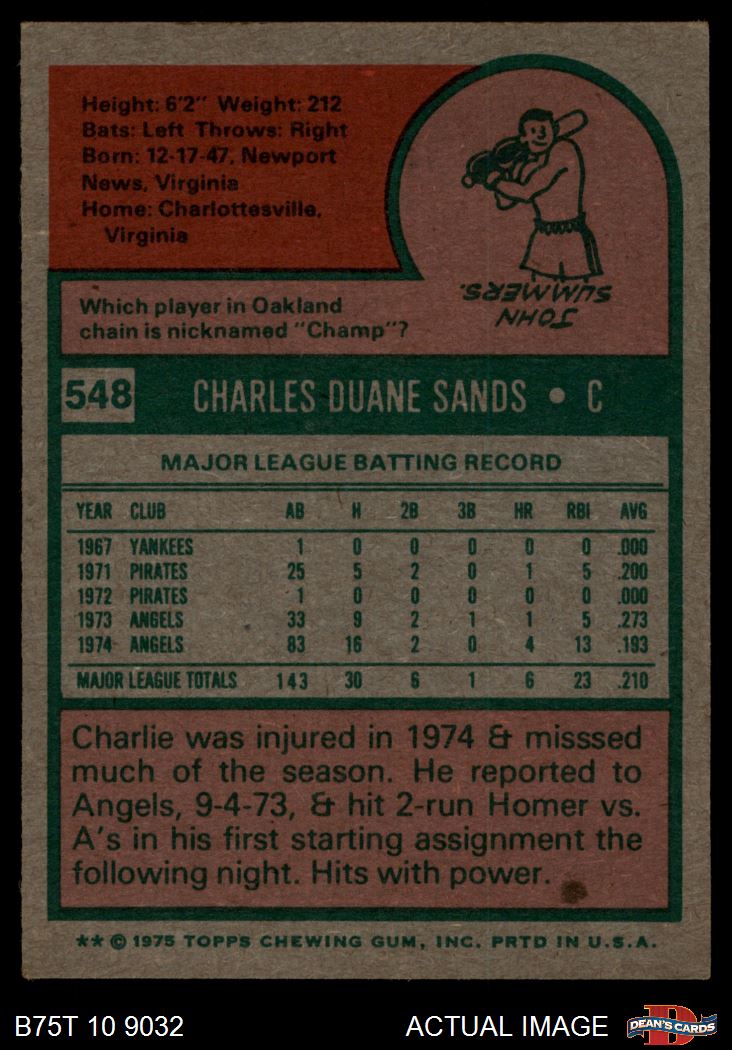 Height: 6'2" Weight: 212
Bats: Left Throws: Right
Born: 12-17-47, Newport
News, Virginia
Home: Charlottesville,
Virginia
Which player in Oakland
chain is nicknamed "Champ"?
JOHN
SUMMERS.
548 CHARLES DUANE SANDS • C
MAJOR LEAGUE BATTING RECORD
YEAR CLUB AB H 2B 3B HR RBI AVG
1967 YANKEES 1 0 0 0 0 0 .000
1971 PIRATES 25 5 2 0 1 5 .200
1972 PIRATES 1 0 0 0 0 0 .000
1973 ANGELS 33 9 2 1 1 5 .273
1974 ANGELS 83 16 2 0 4 13 .193
MAJOR LEAGUE TOTALS 143 30 6 1 6 23 .210
Charlie was injured in 1974 & misssed
much of the season. He reported to
Angels, 9-4-73, & hit 2-run Homer vs.
A's in his first starting assignment the
following night. Hits with power.
** © 1975 TOPPS CHEWING GUM, INC. PRTD IN U.S.A.
B75T 10 9032 ACTUAL IMAGE
D
DEAN'S CARDS